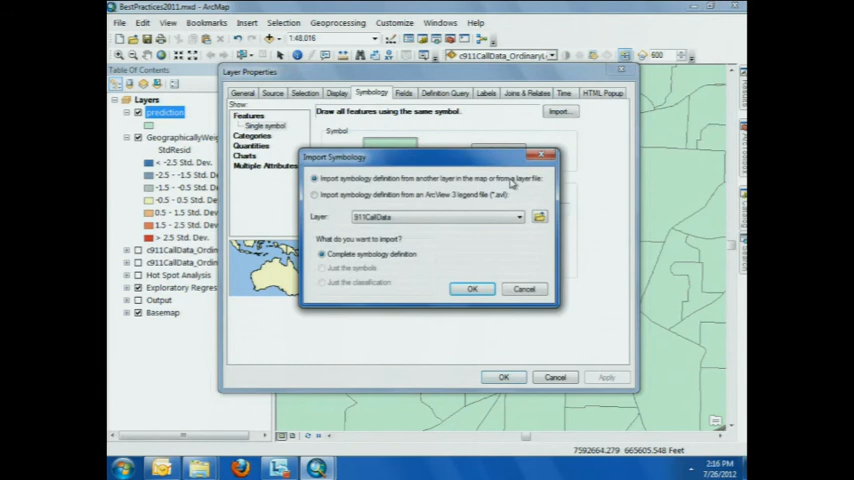 BestPractices2011.mxd - ArcMap
File Edit View Bookmarks Insert Selection Geoprocessing Customize Windows Help
1:48,016
c911CallData_OrdinaryL
600
Table Of Contents
Layers
prediction
GeographicallyWeig
StdResid
< -2.5 Std. Dev.
-2.5 - -1.5 Std. Dev.
-1.5 - -0.5 Std. Dev.
-0.5 - 0.5 Std. Dev.
0.5 - 1.5 Std. Dev.
1.5 - 2.5 Std. Dev.
> 2.5 Std. Dev.
c911CallData_Ordin
c911CallData_Ordin
Hot Spot Analysis
Exploratory Regres
Output
Basemap
Layer Properties
General Source Selection Display Symbology Fields Definition Query Labels Joins & Relates Time HTML Popup
Show:
Features
Single symbol
Categories
Quantities
Charts
Multiple Attributes
Draw all features using the same symbol.
Import...
Symbol
Import Symbology
Import symbology definition from another layer in the map or from a layer file:
Import symbology definition from an ArcView 3 legend file (*.avl):
Layer:
911CallData
What do you want to import?
Complete symbology definition
Just the symbols
Just the classification
OK Cancel
OK Cancel Apply
7592664.279 665605.548 Feet
2:16 PM
7/26/2012